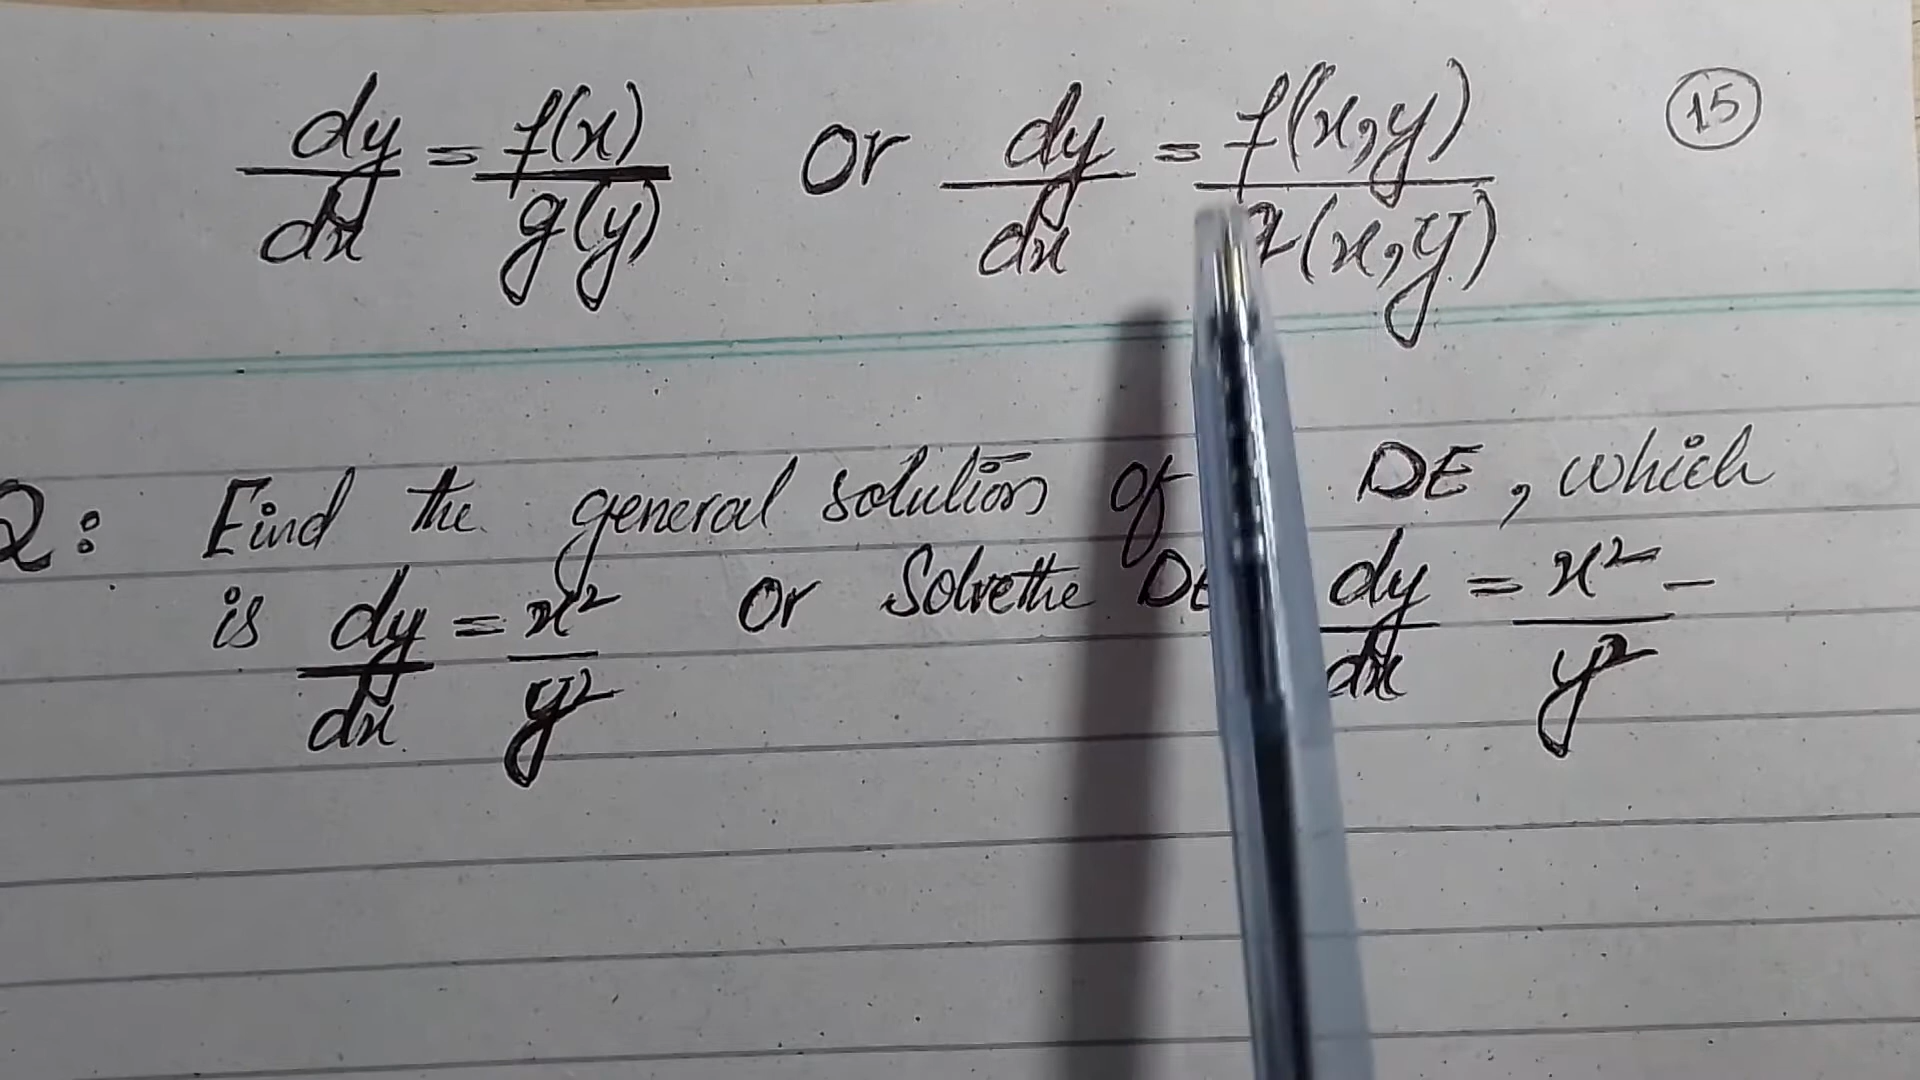 dy/dx = f(x)/g(y) Or dy/dx = f(x,y)/(x,y) 15
Q: Find the general solution of DE, which
is dy/dx = x²/y² Or Solve the DE dy/dx = x²/y² –